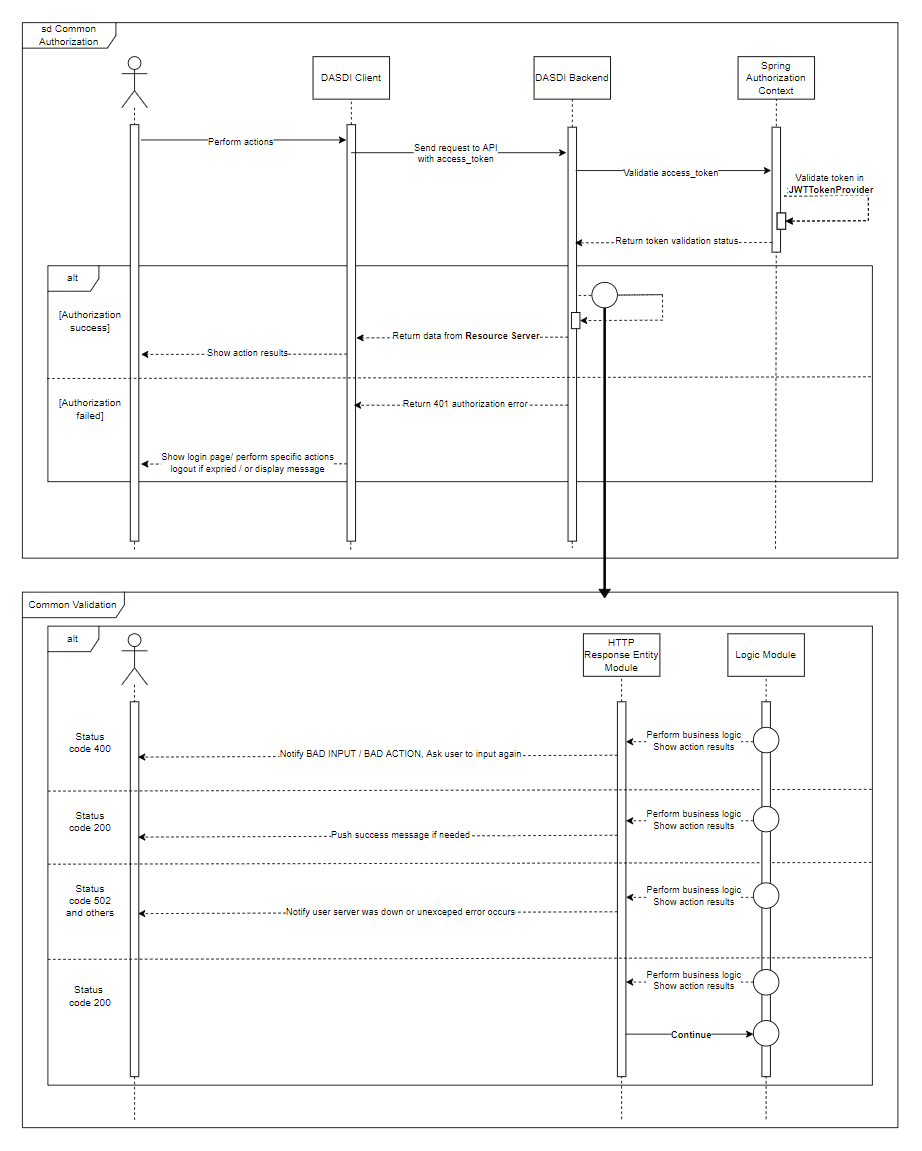 sd Common
Authorization
DASDI Client
DASDI Backend
Spring
Authorization
Context
Perform actions
Send request to API
with access_token
Validatie access_token
Validate token in
:JWTTokenProvider
Return token validation status
alt
[Authorization
success]
Return data from Resource Server
Show action results
[Authorization
failed]
Return 401 authorization error
Show login page/ perform specific actions
logout if expried / or display message
Common Validation
alt
HTTP
Response Entity
Module
Logic Module
Status
code 400
Perform business logic
Show action results
Notify BAD INPUT / BAD ACTION, Ask user to input again
Status
code 200
Perform business logic
Show action results
Push success message if needed
Status
code 502
and others
Perform business logic
Show action results
Notify user server was down or unexceped error occurs
Status
code 200
Perform business logic
Show action results
Continue